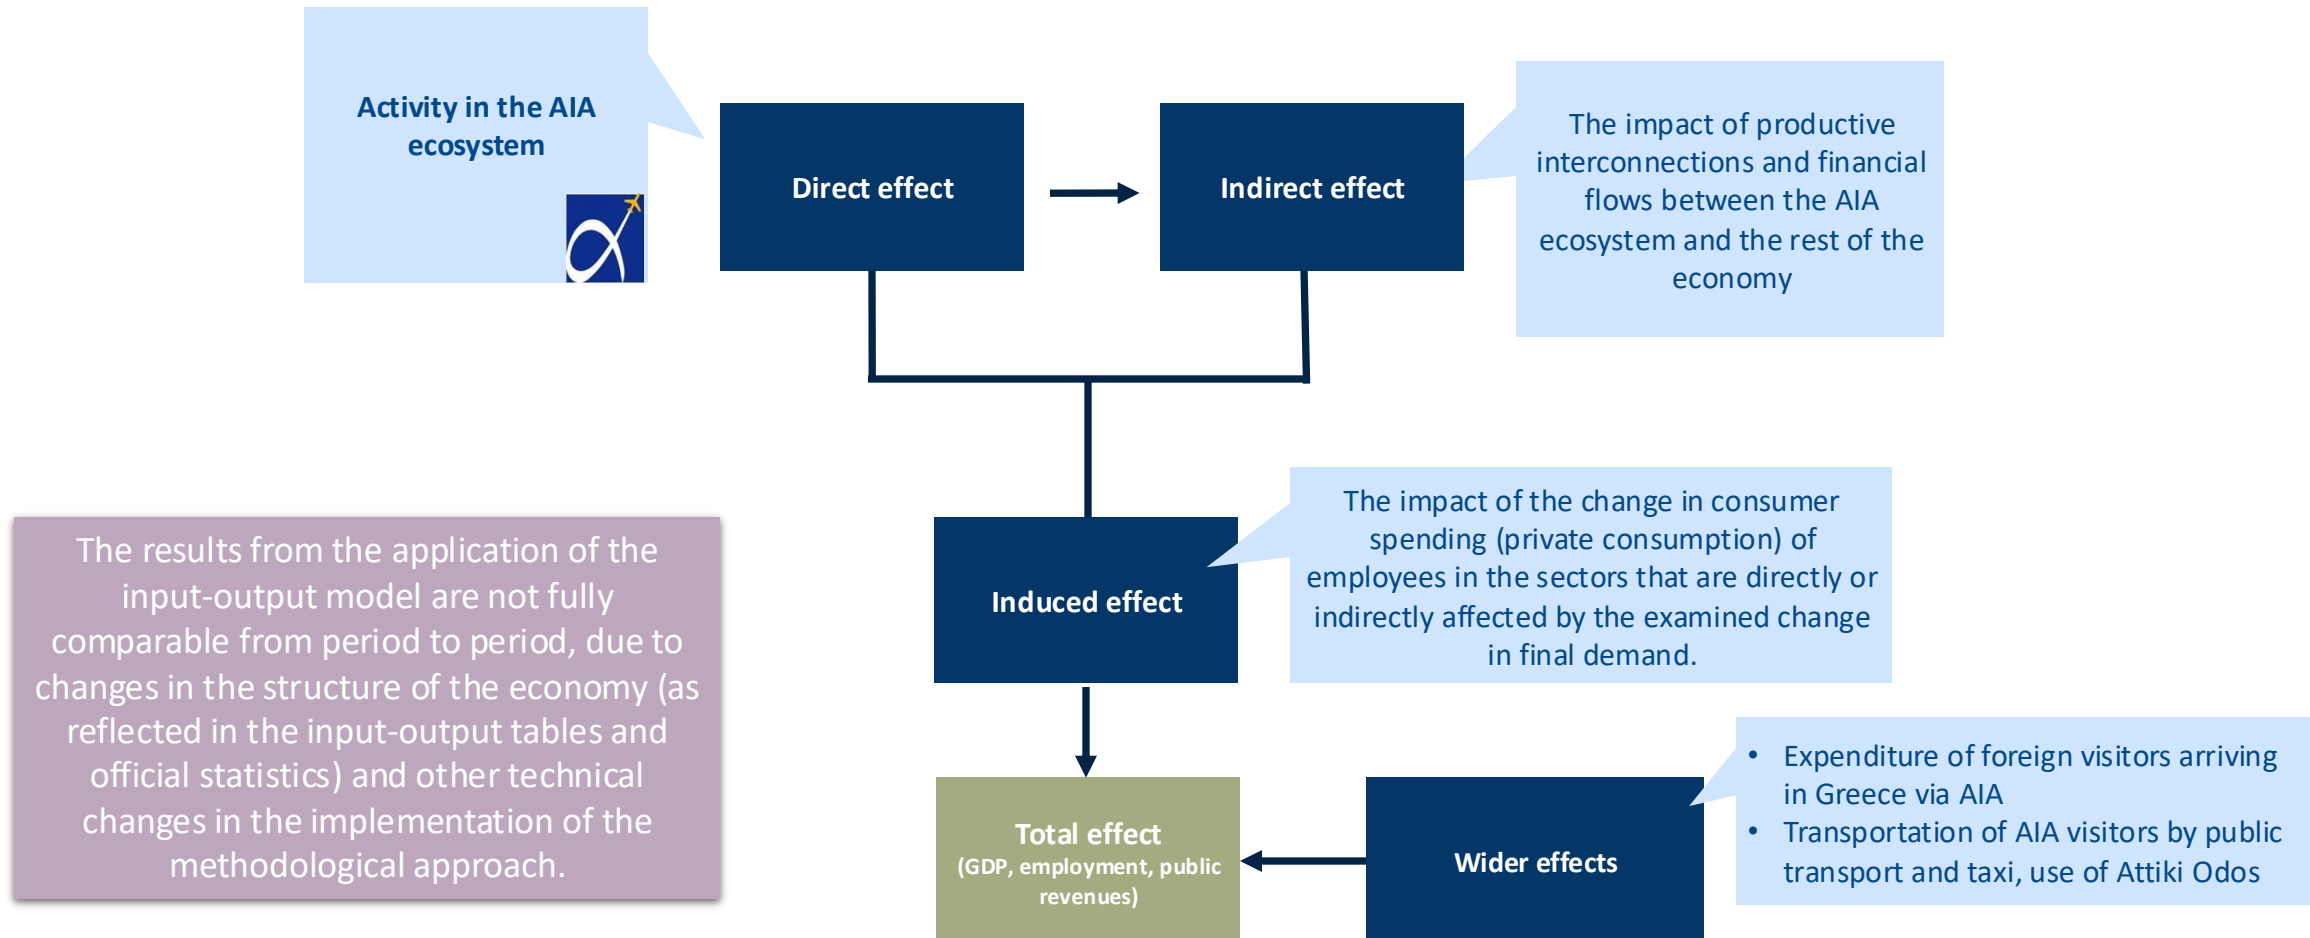 Activity in the AIA
ecosystem
Direct effect
Indirect effect
The impact of productive
interconnections and financial
flows between the AIA
ecosystem and the rest of the
economy
The impact of the change in consumer
spending (private consumption) of
employees in the sectors that are directly or
indirectly affected by the examined change
in final demand.
Induced effect
The results from the application of the
input-output model are not fully
comparable from period to period, due to
changes in the structure of the economy (as
reflected in the input-output tables and
official statistics) and other technical
changes in the implementation of the
methodological approach.
Total effect
(GDP, employment, public
revenues)
Wider effects
• Expenditure of foreign visitors arriving
in Greece via AIA
• Transportation of AIA visitors by public
transport and taxi, use of Attiki Odos